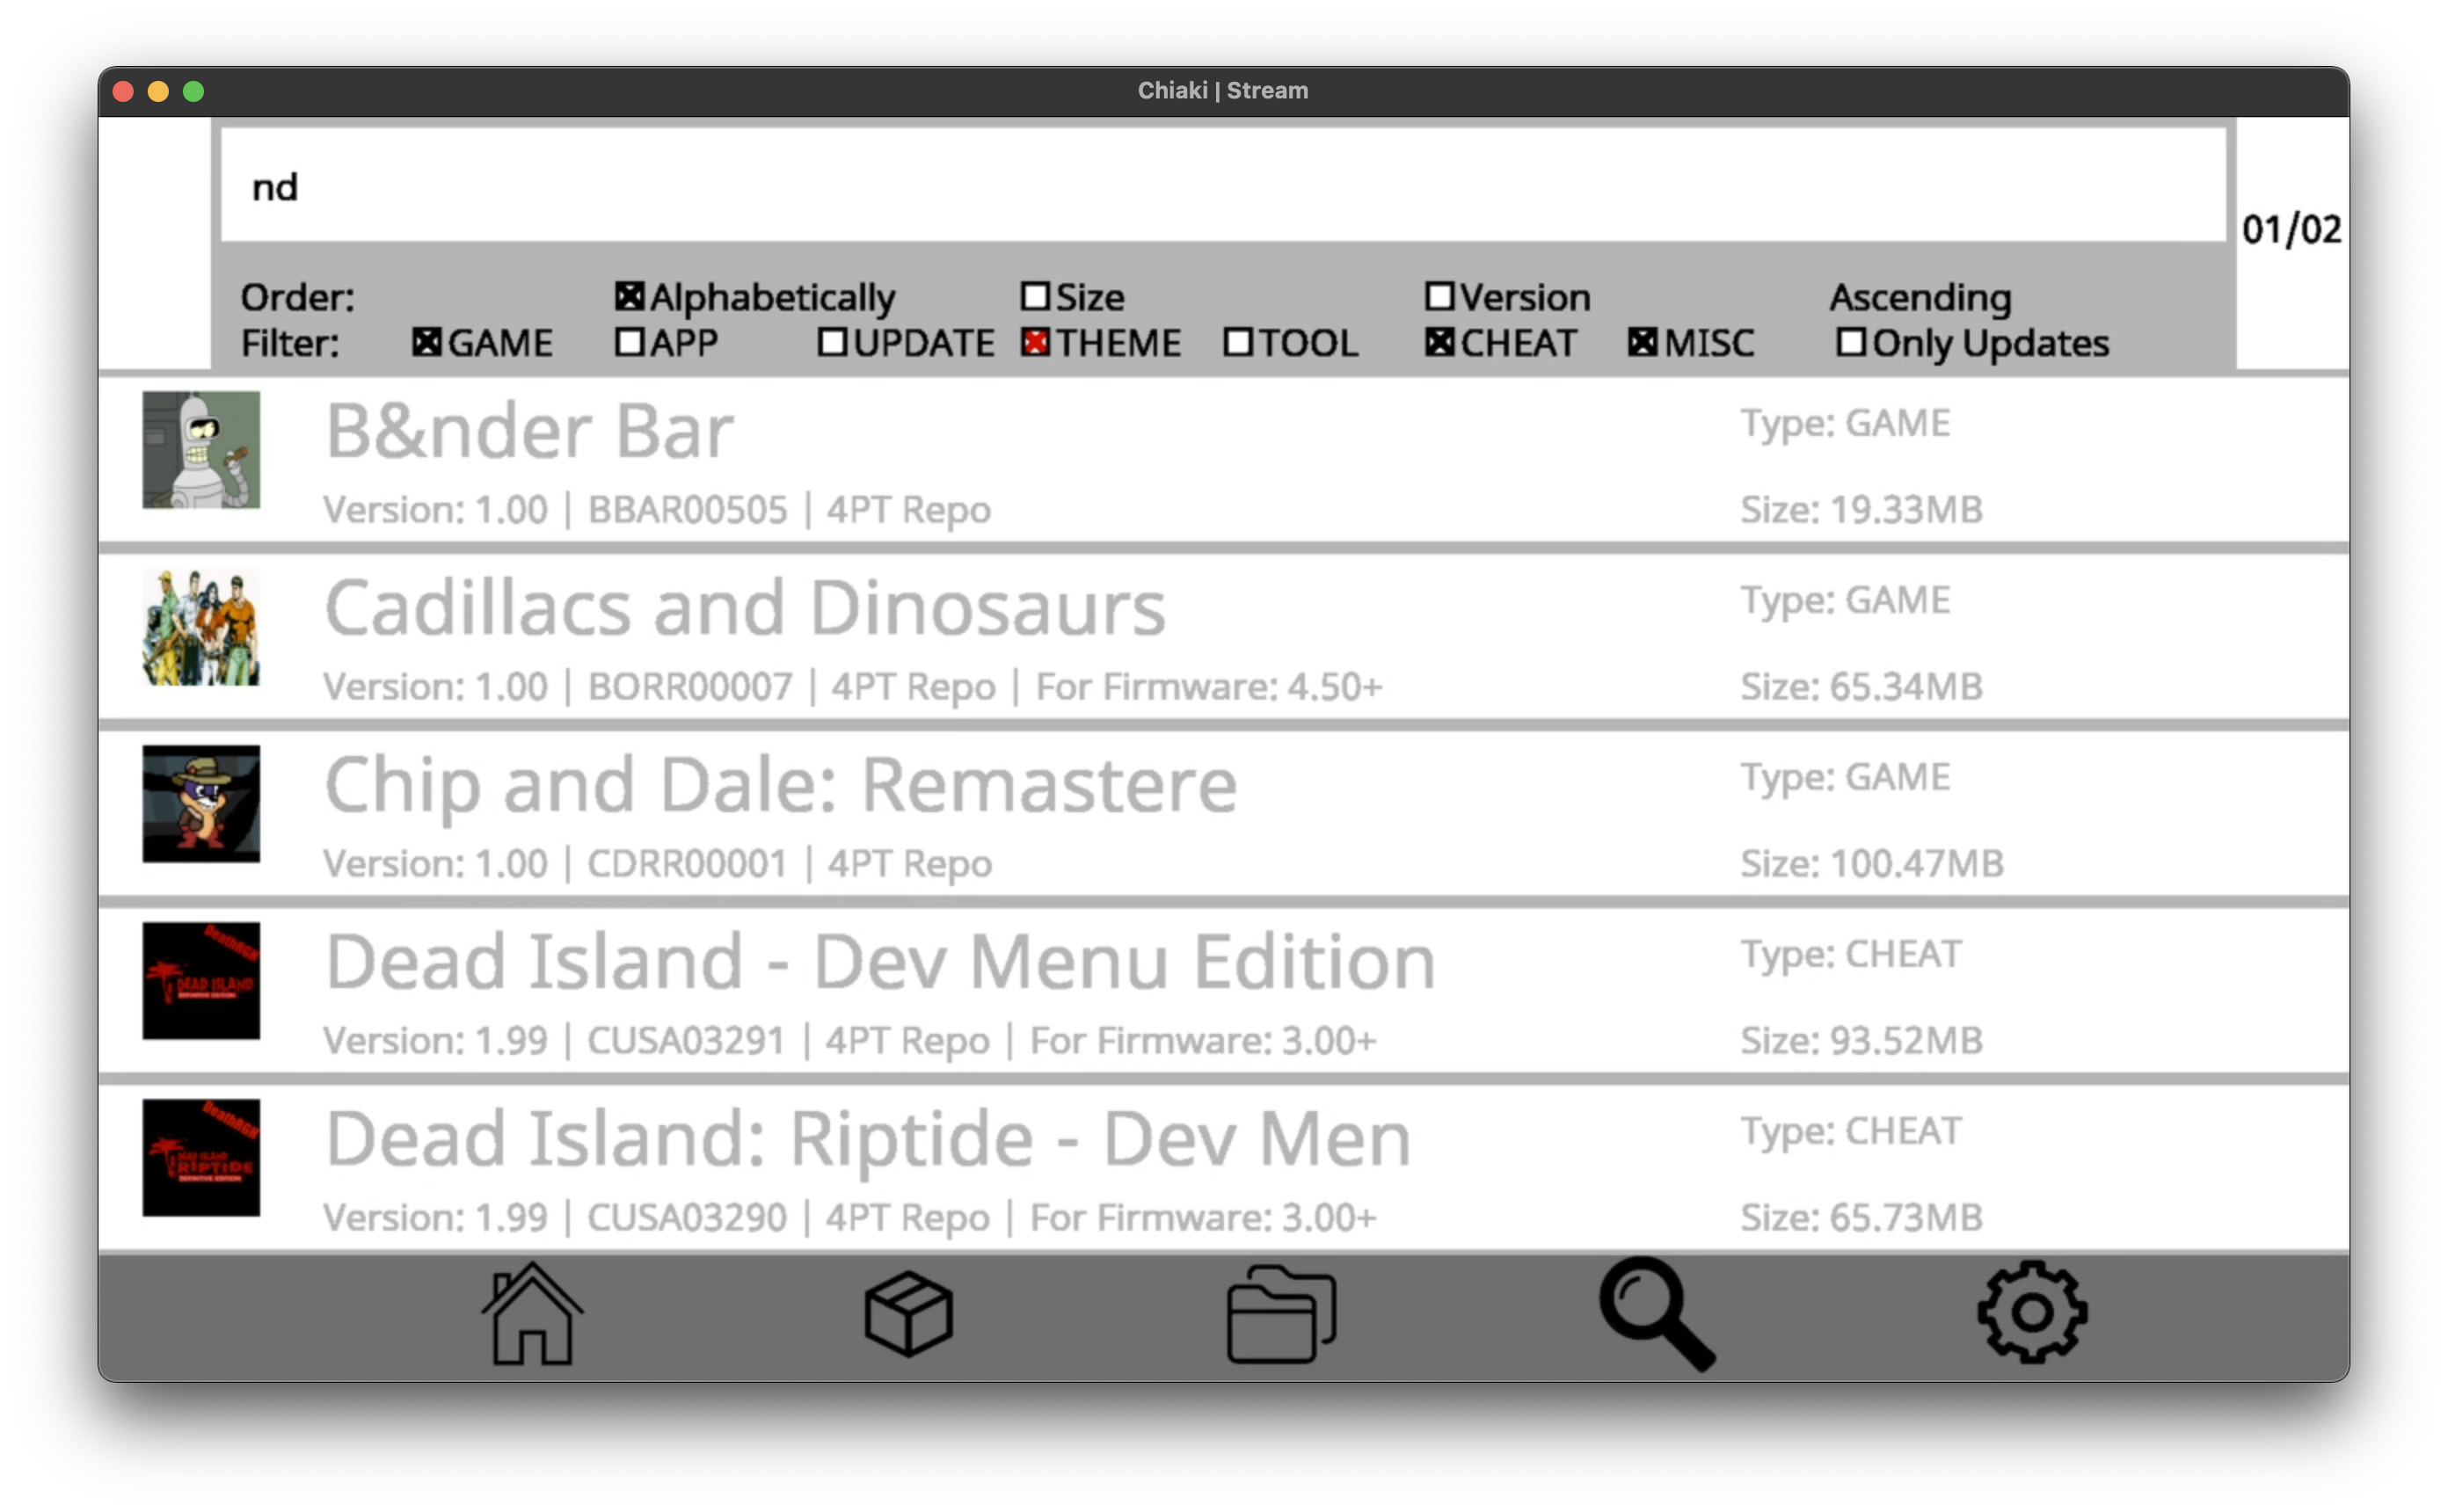 Chiaki | Stream
nd
01/02
Order: Alphabetically Size Version Ascending
Filter: GAME APP UPDATE THEME TOOL CHEAT MISC Only Updates
B&nder Bar
Type: GAME
Version: 1.00 | BBAR00505 | 4PT Repo
Size: 19.33MB
Cadillacs and Dinosaurs
Type: GAME
Version: 1.00 | BORR00007 | 4PT Repo | For Firmware: 4.50+
Size: 65.34MB
Chip and Dale: Remastere
Type: GAME
Version: 1.00 | CDRR00001 | 4PT Repo
Size: 100.47MB
DEAD ISLAND
Dead Island - Dev Menu Edition
Type: CHEAT
Version: 1.99 | CUSA03291 | 4PT Repo | For Firmware: 3.00+
Size: 93.52MB
DEAD ISLAND
RIPTIDE
Dead Island: Riptide - Dev Men
Type: CHEAT
Version: 1.99 | CUSA03290 | 4PT Repo | For Firmware: 3.00+
Size: 65.73MB